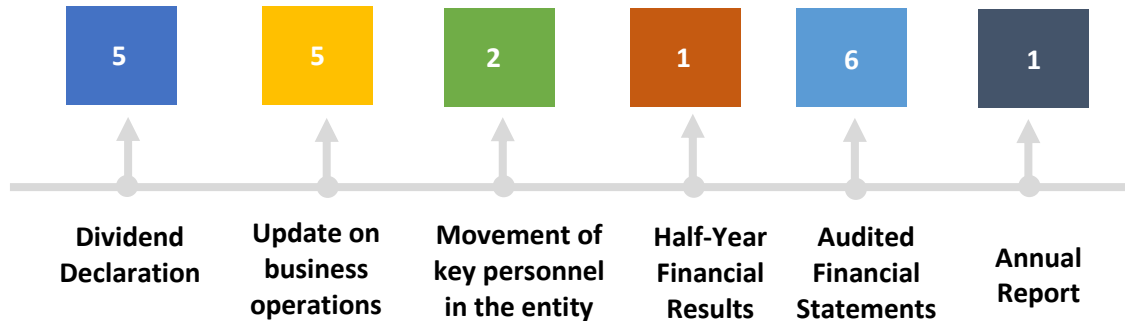 5
5
2
1
6
1
Dividend
Declaration
Update on
business
operations
Movement of
key personnel
in the entity
Half-Year
Financial
Results
Audited
Financial
Statements
Annual
Report